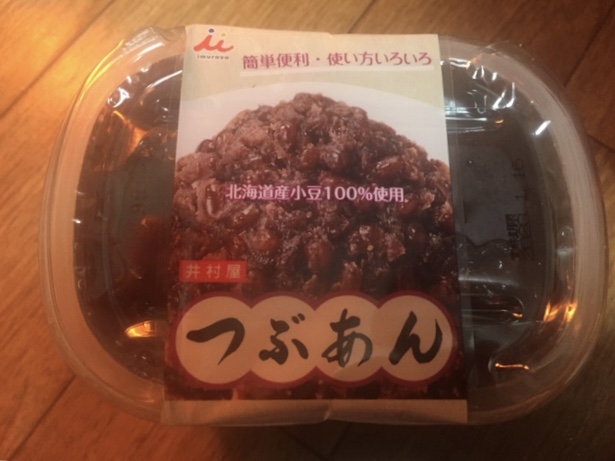 imuraya
簡単便利・使い方いろいろ
北海道産小豆100%使用。
井村屋
つぶあん